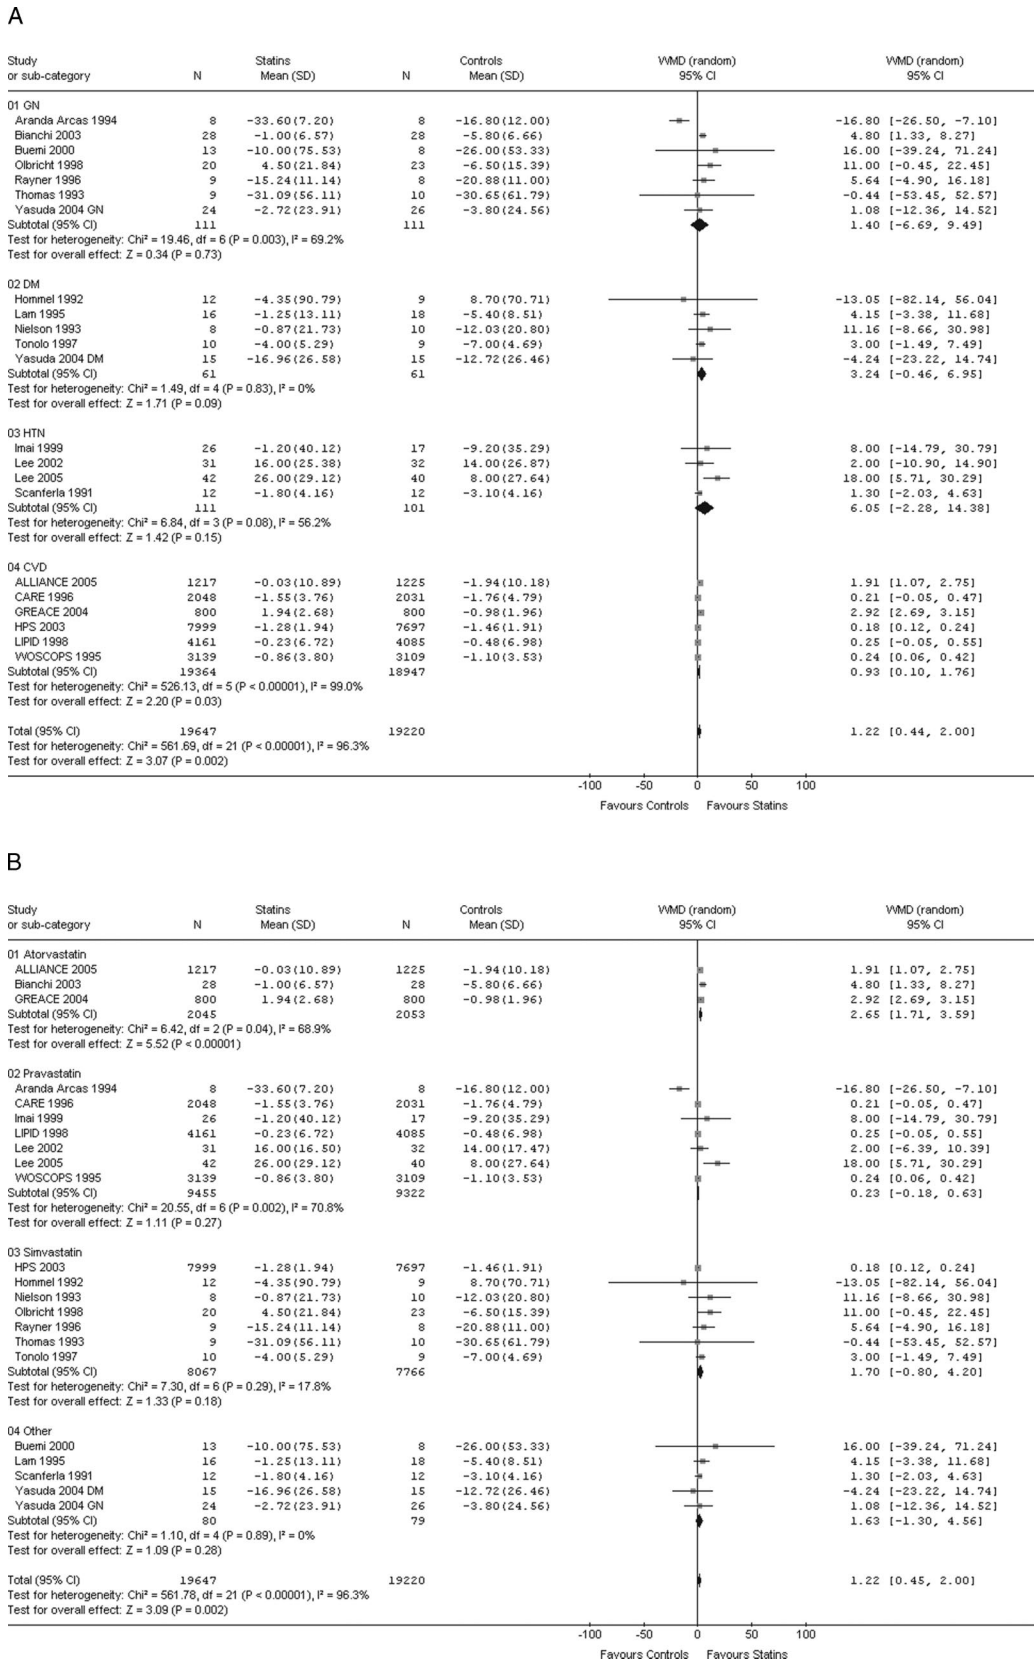 A
Study Statins Controls WMD (random) WMD (random)
or sub-category N Mean (SD) N Mean (SD) 95% CI 95% CI
01 GN
Aranda Arcas 1994 8 -33.60(7.20) 8 -16.80(12.00) -16.80 [-26.50, -7.10]
Bianchi 2003 28 -1.00(6.57) 28 -5.80(6.66) 4.80 [1.33, 8.27]
Buemi 2000 13 -10.00(75.53) 8 -26.00(53.33) 16.00 [-39.24, 71.24]
Olbricht 1998 20 4.50(21.84) 23 -6.50(15.39) 11.00 [-0.45, 22.45]
Rayner 1996 9 -15.24(11.14) 8 -20.88(11.00) 5.64 [-4.90, 16.18]
Thomas 1993 9 -31.09(56.11) 10 -30.65(61.79) -0.44 [-53.45, 52.57]
Yasuda 2004 GN 24 -2.72(23.91) 26 -3.80(24.56) 1.08 [-12.36, 14.52]
Subtotal (95% CI) 111 111 1.40 [-6.69, 9.49]
Test for heterogeneity: Chi² = 19.46, df = 6 (P = 0.003), I² = 69.2%
Test for overall effect: Z = 0.34 (P = 0.73)
02 DM
Hommel 1992 12 -4.35(90.79) 9 8.70(70.71) -13.05 [-82.14, 56.04]
Lam 1995 16 -1.25(13.11) 18 -5.40(8.51) 4.15 [-3.38, 11.68]
Nielson 1993 8 -0.87(21.73) 10 -12.03(20.80) 11.16 [-8.66, 30.98]
Tonolo 1997 10 -4.00(5.29) 9 -7.00(4.69) 3.00 [-1.49, 7.49]
Yasuda 2004 DM 15 -16.96(26.58) 15 -12.72(26.46) -4.24 [-23.22, 14.74]
Subtotal (95% CI) 61 61 3.24 [-0.46, 6.95]
Test for heterogeneity: Chi² = 1.49, df = 4 (P = 0.83), I² = 0%
Test for overall effect: Z = 1.71 (P = 0.09)
03 HTN
Imai 1999 26 -1.20(40.12) 17 -9.20(35.29) 8.00 [-14.79, 30.79]
Lee 2002 31 16.00(25.38) 32 14.00(26.87) 2.00 [-10.90, 14.90]
Lee 2005 42 26.00(29.12) 40 8.00(27.64) 18.00 [5.71, 30.29]
Scanferla 1991 12 -1.80(4.16) 12 -3.10(4.16) 1.30 [-2.03, 4.63]
Subtotal (95% CI) 111 101 6.05 [-2.28, 14.38]
Test for heterogeneity: Chi² = 6.84, df = 3 (P = 0.08), I² = 56.2%
Test for overall effect: Z = 1.42 (P = 0.15)
04 CVD
ALLIANCE 2005 1217 -0.03(10.89) 1225 -1.94(10.18) 1.91 [1.07, 2.75]
CARE 1996 2048 -1.55(3.76) 2031 -1.76(4.79) 0.21 [-0.05, 0.47]
GREACE 2004 800 1.94(2.68) 800 -0.98(1.96) 2.92 [2.69, 3.15]
HPS 2003 7999 -1.28(1.94) 7697 -1.46(1.91) 0.18 [0.12, 0.24]
LIPID 1998 4161 -0.23(6.72) 4085 -0.48(6.98) 0.25 [-0.05, 0.55]
WOSCOPS 1995 3139 -0.86(3.80) 3109 -1.10(3.53) 0.24 [0.06, 0.42]
Subtotal (95% CI) 19364 18947 0.93 [0.10, 1.76]
Test for heterogeneity: Chi² = 526.13, df = 5 (P < 0.00001), I² = 99.0%
Test for overall effect: Z = 2.20 (P = 0.03)
Total (95% CI) 19647 19220 1.22 [0.44, 2.00]
Test for heterogeneity: Chi² = 561.69, df = 21 (P < 0.00001), I² = 96.3%
Test for overall effect: Z = 3.07 (P = 0.002)
-100 -50 0 50 100
Favours Controls Favours Statins
B
Study Statins Controls WMD (random) WMD (random)
or sub-category N Mean (SD) N Mean (SD) 95% CI 95% CI
01 Atorvastatin
ALLIANCE 2005 1217 -0.03(10.89) 1225 -1.94(10.18) 1.91 [1.07, 2.75]
Bianchi 2003 28 -1.00(6.57) 28 -5.80(6.66) 4.80 [1.33, 8.27]
GREACE 2004 800 1.94(2.68) 800 -0.98(1.96) 2.92 [2.69, 3.15]
Subtotal (95% CI) 2045 2053 2.65 [1.71, 3.59]
Test for heterogeneity: Chi² = 6.42, df = 2 (P = 0.04), I² = 68.9%
Test for overall effect: Z = 5.52 (P < 0.00001)
02 Pravastatin
Aranda Arcas 1994 8 -33.60(7.20) 8 -16.80(12.00) -16.80 [-26.50, -7.10]
CARE 1996 2048 -1.55(3.76) 2031 -1.76(4.79) 0.21 [-0.05, 0.47]
Imai 1999 26 -1.20(40.12) 17 -9.20(35.29) 8.00 [-14.79, 30.79]
LIPID 1998 4161 -0.23(6.72) 4085 -0.48(6.98) 0.25 [-0.05, 0.55]
Lee 2002 31 16.00(16.50) 32 14.00(17.47) 2.00 [-6.39, 10.39]
Lee 2005 42 26.00(29.12) 40 8.00(27.64) 18.00 [5.71, 30.29]
WOSCOPS 1995 3139 -0.86(3.80) 3109 -1.10(3.53) 0.24 [0.06, 0.42]
Subtotal (95% CI) 9455 9322 0.23 [-0.18, 0.63]
Test for heterogeneity: Chi² = 20.55, df = 6 (P = 0.002), I² = 70.8%
Test for overall effect: Z = 1.11 (P = 0.27)
03 Simvastatin
HPS 2003 7999 -1.28(1.94) 7697 -1.46(1.91) 0.18 [0.12, 0.24]
Hommel 1992 12 -4.35(90.79) 9 8.70(70.71) -13.05 [-82.14, 56.04]
Nielson 1993 8 -0.87(21.73) 10 -12.03(20.80) 11.16 [-8.66, 30.98]
Olbricht 1998 20 4.50(21.84) 23 -6.50(15.39) 11.00 [-0.45, 22.45]
Rayner 1996 9 -15.24(11.14) 8 -20.88(11.00) 5.64 [-4.90, 16.18]
Thomas 1993 9 -31.09(56.11) 10 -30.65(61.79) -0.44 [-53.45, 52.57]
Tonolo 1997 10 -4.00(5.29) 9 -7.00(4.69) 3.00 [-1.49, 7.49]
Subtotal (95% CI) 8067 7766 1.70 [-0.80, 4.20]
Test for heterogeneity: Chi² = 7.30, df = 6 (P = 0.29), I² = 17.8%
Test for overall effect: Z = 1.33 (P = 0.18)
04 Other
Buemi 2000 13 -10.00(75.53) 8 -26.00(53.33) 16.00 [-39.24, 71.24]
Lam 1995 16 -1.25(13.11) 18 -5.40(8.51) 4.15 [-3.38, 11.68]
Scanferla 1991 12 -1.80(4.16) 12 -3.10(4.16) 1.30 [-2.03, 4.63]
Yasuda 2004 DM 15 -16.96(26.58) 15 -12.72(26.46) -4.24 [-23.22, 14.74]
Yasuda 2004 GN 24 -2.72(23.91) 26 -3.80(24.56) 1.08 [-12.36, 14.52]
Subtotal (95% CI) 80 79 1.63 [-1.30, 4.56]
Test for heterogeneity: Chi² = 1.10, df = 4 (P = 0.89), I² = 0%
Test for overall effect: Z = 1.09 (P = 0.28)
Total (95% CI) 19647 19220 1.22 [0.45, 2.00]
Test for heterogeneity: Chi² = 561.78, df = 21 (P < 0.00001), I² = 96.3%
Test for overall effect: Z = 3.09 (P = 0.002)
-100 -50 0 50 100
Favours Controls Favours Statins